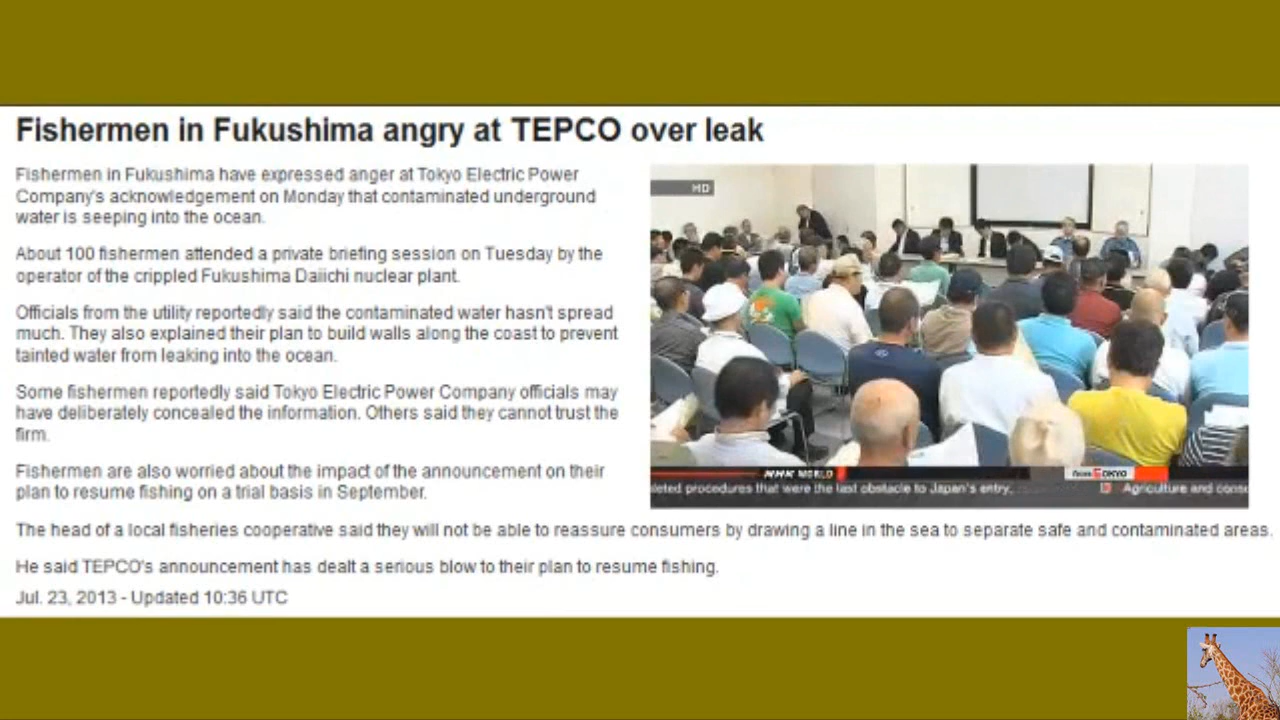 Fishermen in Fukushima angry at TEPCO over leak
Fishermen in Fukushima have expressed anger at Tokyo Electric Power
Company's acknowledgement on Monday that contaminated underground
water is seeping into the ocean.
About 100 fishermen attended a private briefing session on Tuesday by the
operator of the crippled Fukushima Daiichi nuclear plant.
Officials from the utility reportedly said the contaminated water hasn't spread
much. They also explained their plan to build walls along the coast to prevent
tainted water from leaking into the ocean.
Some fishermen reportedly said Tokyo Electric Power Company officials may
have deliberately concealed the information. Others said they cannot trust the
firm.
Fishermen are also worried about the impact of the announcement on their
plan to resume fishing on a trial basis in September.
HD
NHK WORLD
from TOKYO
leted procedures that were the last obstacle to Japan's entry.
Agriculture and conse
The head of a local fisheries cooperative said they will not be able to reassure consumers by drawing a line in the sea to separate safe and contaminated areas.
He said TEPCO's announcement has dealt a serious blow to their plan to resume fishing.
Jul. 23, 2013 - Updated 10:36 UTC